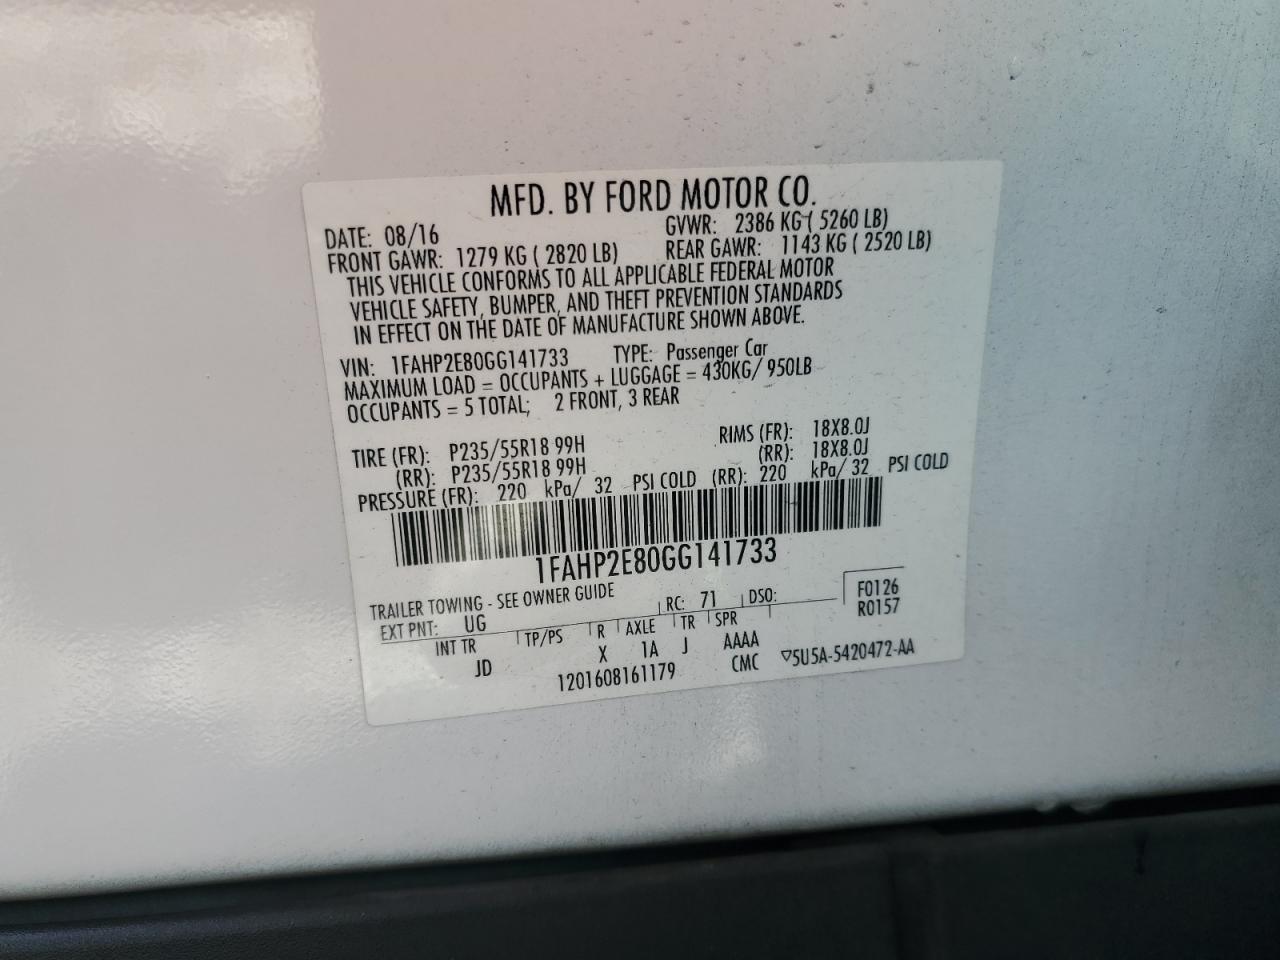 MFD. BY FORD MOTOR CO.
DATE: 08/16 GVWR: 2386 KG ( 5260 LB)
FRONT GAWR: 1279 KG ( 2820 LB) REAR GAWR: 1143 KG ( 2520 LB)
THIS VEHICLE CONFORMS TO ALL APPLICABLE FEDERAL MOTOR
VEHICLE SAFETY, BUMPER, AND THEFT PREVENTION STANDARDS
IN EFFECT ON THE DATE OF MANUFACTURE SHOWN ABOVE.
VIN: 1FAHP2E80GG141733 TYPE: Passenger Car
MAXIMUM LOAD = OCCUPANTS + LUGGAGE = 430KG/ 950LB
OCCUPANTS = 5 TOTAL; 2 FRONT, 3 REAR
TIRE (FR): P235/55R18 99H RIMS (FR): 18X8.0J
(RR): P235/55R18 99H (RR): 18X8.0J
PRESSURE (FR): 220 kPa/ 32 PSI COLD (RR): 220 kPa/ 32 PSI COLD
1FAHP2E80GG141733
TRAILER TOWING - SEE OWNER GUIDE
EXT PNT: UG RC: 71 DSO: F0126
R0157
INT TR TP/PS R AXLE TR SPR
JD X 1A J AAAA
1201608161179 CMC ▽5U5A-5420472-AA